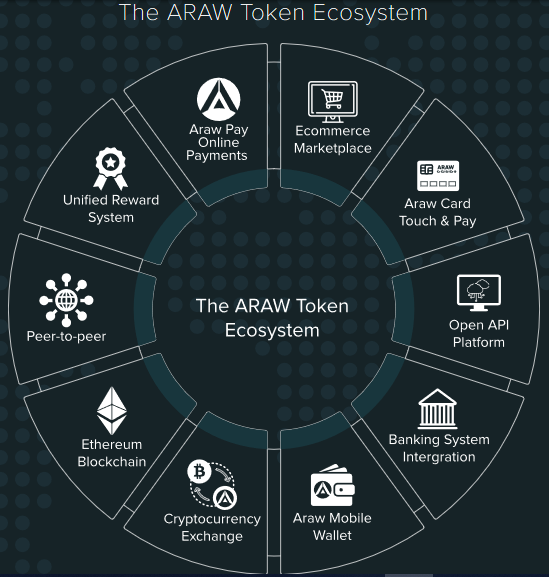 The ARAW Token Ecosystem
Araw Pay
Online
Payments
Ecommerce
Marketplace
ARAW
Araw Card
Touch & Pay
Open API
Platform
Banking System
Intergration
Araw Mobile
Wallet
Cryptocurrency
Exchange
Ethereum
Blockchain
Peer-to-peer
Unified Reward
System
The ARAW Token
Ecosystem